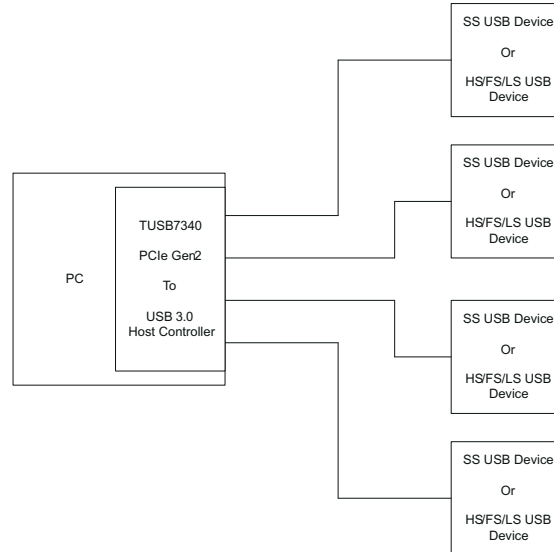 SS USB Device
Or
HS/FS/LS USB
Device
SS USB Device
Or
HS/FS/LS USB
Device
PC
TUSB7340
PCIe Gen2
To
USB 3.0
Host Controller
SS USB Device
Or
HS/FS/LS USB
Device
SS USB Device
Or
HS/FS/LS USB
Device